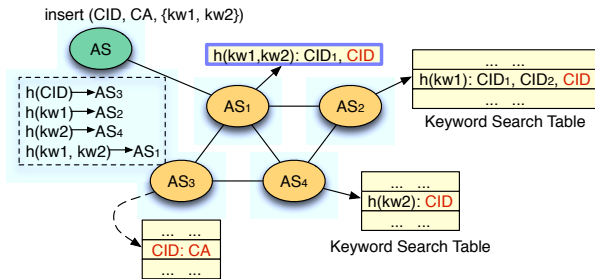 insert (CID, CA, {kw1, kw2})
AS
h(kw1,kw2): CID₁, CID
... ...
h(kw1): CID₁, CID₂, CID
... ...
Keyword Search Table
h(CID)→AS₃
h(kw1)→AS₂
h(kw2)→AS₄
h(kw1, kw2)→AS₁
AS₁
AS₂
AS₃
AS₄
... ...
h(kw2): CID
... ...
Keyword Search Table
... ...
CID: CA
... ...